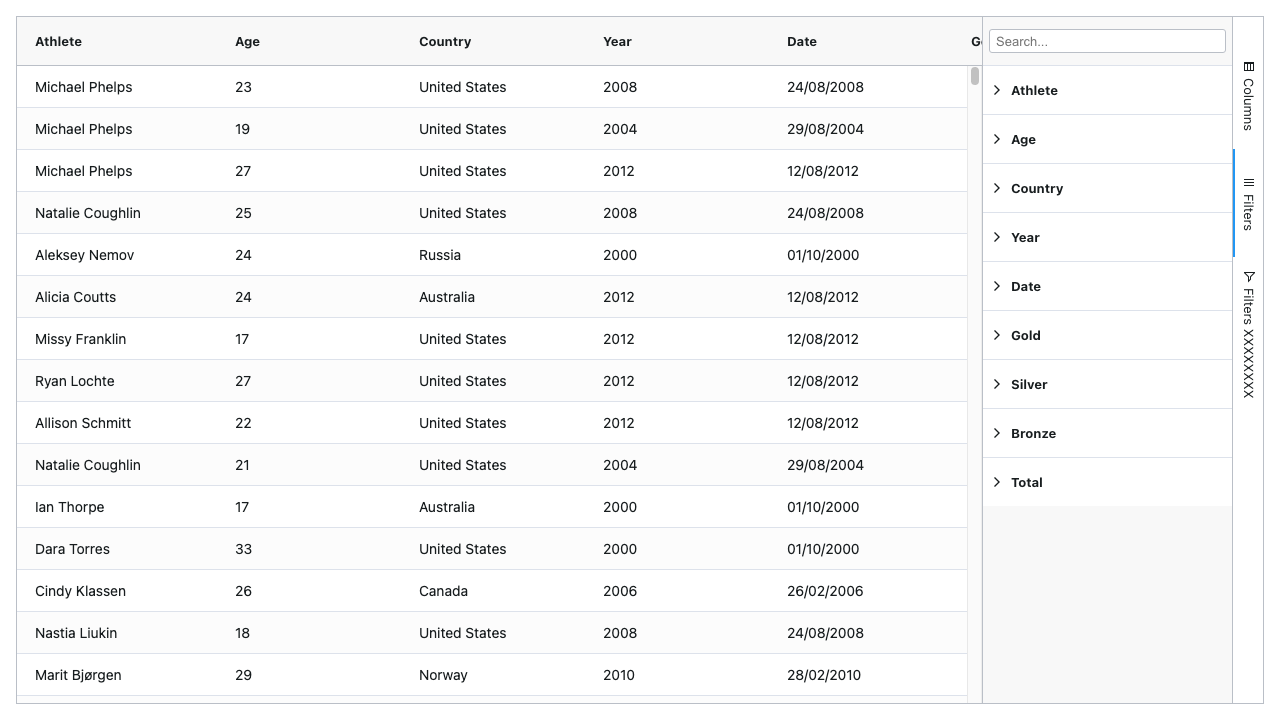 Athlete Age Country Year Date G
Michael Phelps 23 United States 2008 24/08/2008
Michael Phelps 19 United States 2004 29/08/2004
Michael Phelps 27 United States 2012 12/08/2012
Natalie Coughlin 25 United States 2008 24/08/2008
Aleksey Nemov 24 Russia 2000 01/10/2000
Alicia Coutts 24 Australia 2012 12/08/2012
Missy Franklin 17 United States 2012 12/08/2012
Ryan Lochte 27 United States 2012 12/08/2012
Allison Schmitt 22 United States 2012 12/08/2012
Natalie Coughlin 21 United States 2004 29/08/2004
Ian Thorpe 17 Australia 2000 01/10/2000
Dara Torres 33 United States 2000 01/10/2000
Cindy Klassen 26 Canada 2006 26/02/2006
Nastia Liukin 18 United States 2008 24/08/2008
Marit Bjørgen 29 Norway 2010 28/02/2010
Search...
Athlete
Age
Country
Year
Date
Gold
Silver
Bronze
Total
Columns
Filters
Filters XXXXXXXX